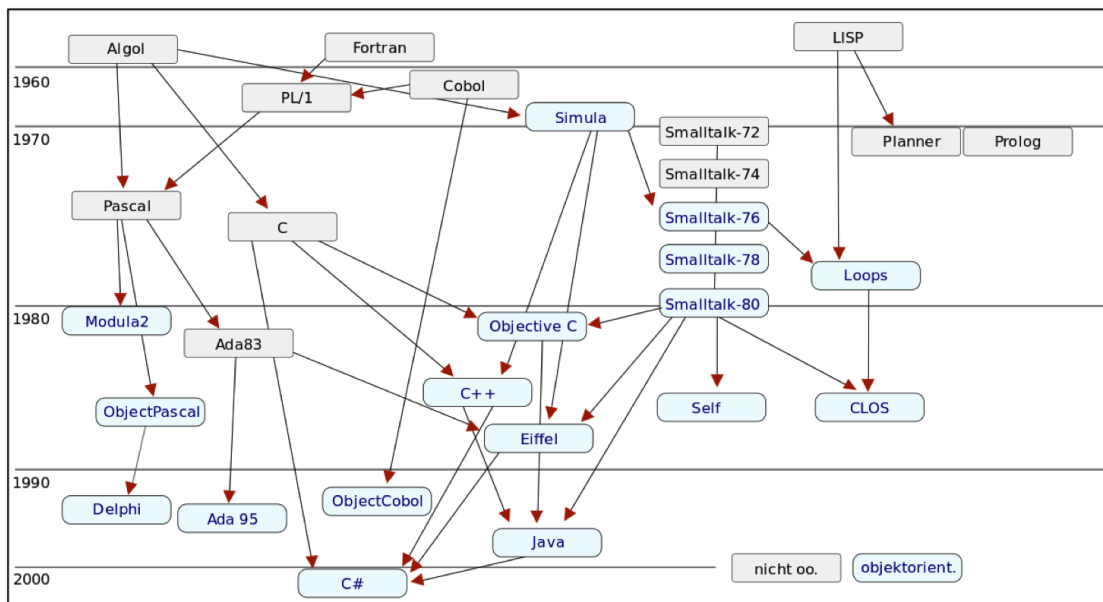 Algol
Fortran
LISP
1960
PL/1
Cobol
Simula
1970
Smalltalk-72
Planner
Prolog
Smalltalk-74
Pascal
C
Smalltalk-76
Smalltalk-78
Loops
Smalltalk-80
1980
Modula2
Objective C
Ada83
C++
Self
CLOS
ObjectPascal
Eiffel
1990
Delphi
Ada 95
ObjectCobol
Java
nicht oo.
objektorient.
2000
C#